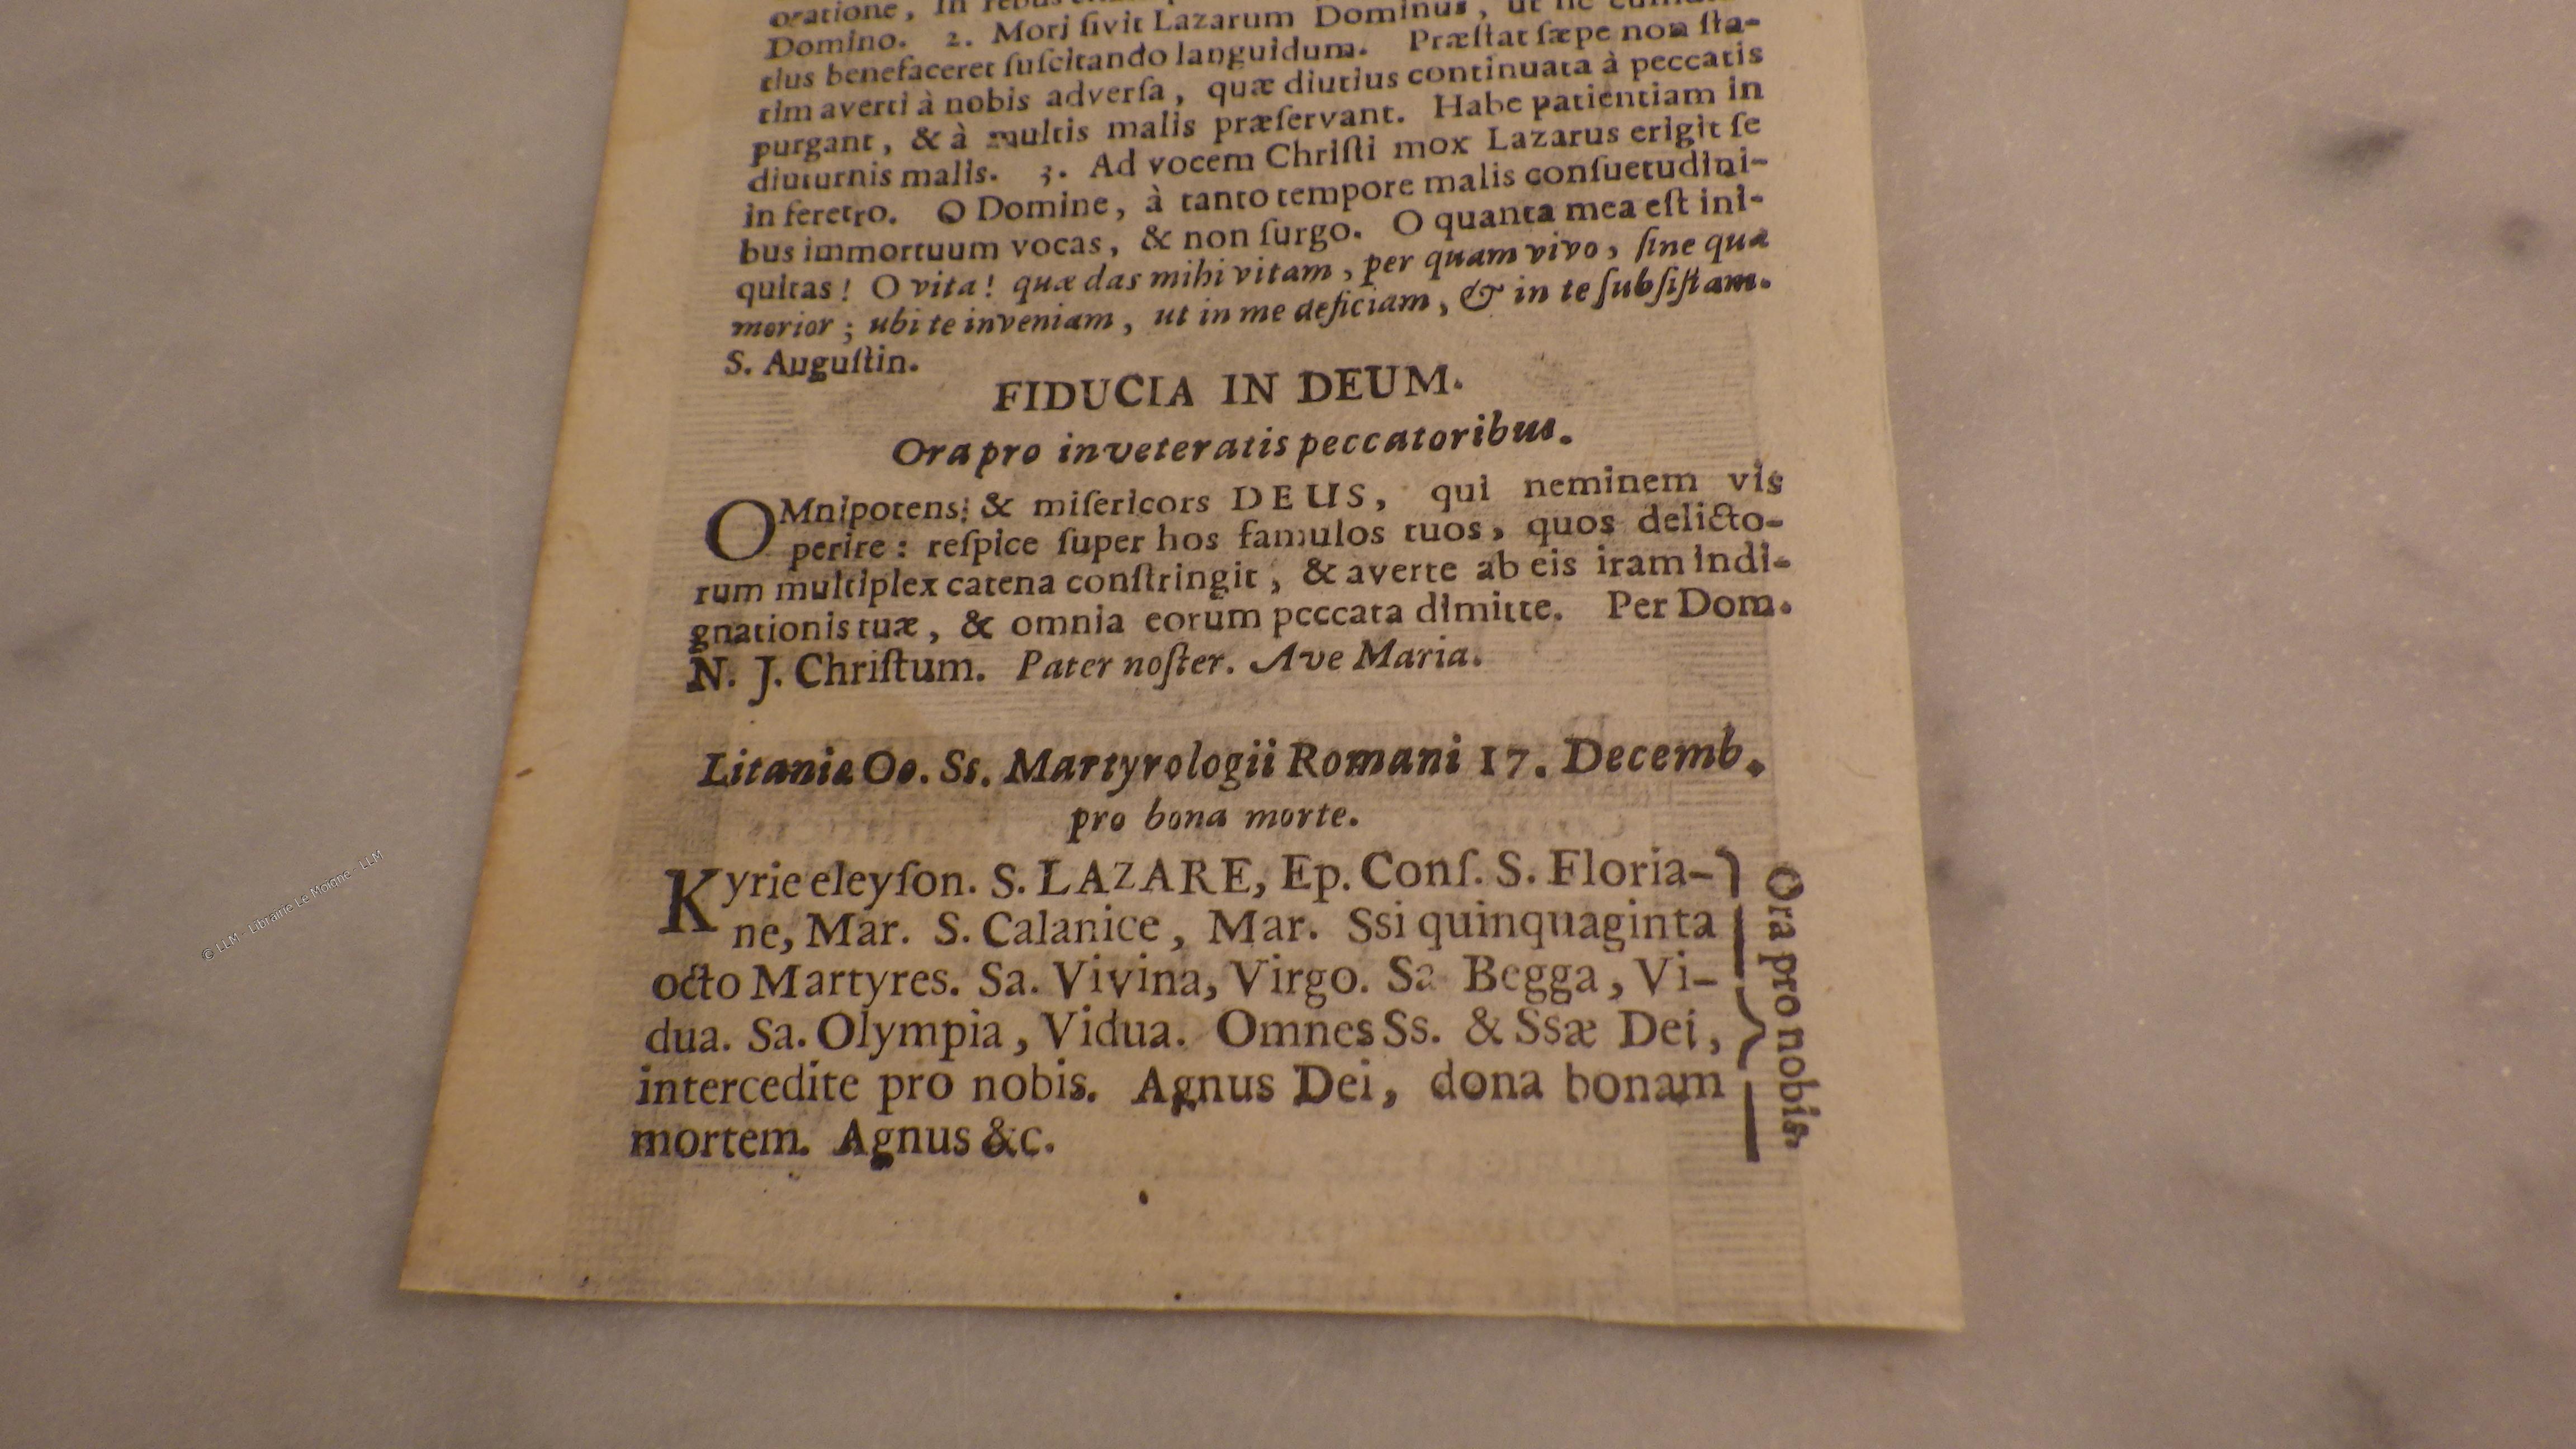 oratione, in rebus
Domino. 2. Mori ſivit Lazarum Dominus, ut ne
tius benefaceret ſuſcitando languidum. Præſtat ſæpe non ſta-
tim averti à nobis adverſa, quæ diutius continuata à peccatis
purgant, & à multis malis præſervant. Habe patientiam in
diuturnis malis. 3. Ad vocem Chriſti mox Lazarus erigit ſe
in feretro. O Domine, à tanto tempore malis conſuetudini-
bus immortuum vocas, & non ſurgo. O quanta mea eſt ini-
quitas! O vita! quæ das mihi vitam, per quam vivo, ſine qua
morior; ubi te inveniam, ut in me deficiam, & in te ſubſiſtam.
S. Auguſtin.
FIDUCIA IN DEUM.
Ora pro inveteratis peccatoribus.
OMnipotens; & miſericors DEUS, qui neminem vis
perire: reſpice ſuper hos famulos tuos, quos delicto-
rum multiplex catena conſtringit, & averte ab eis iram indi-
gnationis tuæ, & omnia eorum peccata dimitte. Per Dom.
N. J. Chriſtum. Pater noſter. Ave Maria.
Litaniæ Oo. Ss. Martyrologii Romani 17. Decemb.
pro bona morte.
Kyrie eleyſon. S. LAZARE, Ep. Conſ. S. Floria-
ne, Mar. S. Calanice, Mar. Ssi quinquaginta
octo Martyres. Sa. Vivina, Virgo. Sa Begga, Vi-
dua. Sa. Olympia, Vidua. Omnes Ss. & Ssæ Dei,
intercedite pro nobis. Agnus Dei, dona bonam
mortem. Agnus &c.
Ora pro nobis.
© LLM - Librairie Le Moigne - LLM